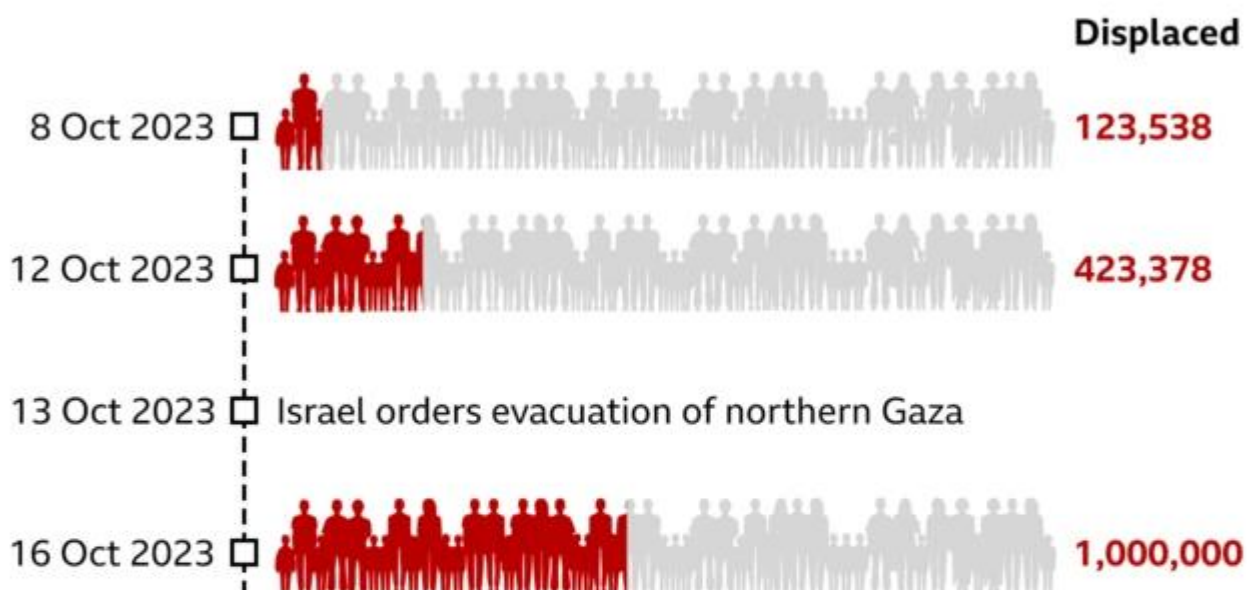 Displaced
8 Oct 2023 123,538
12 Oct 2023 423,378
13 Oct 2023 Israel orders evacuation of northern Gaza
16 Oct 2023 1,000,000